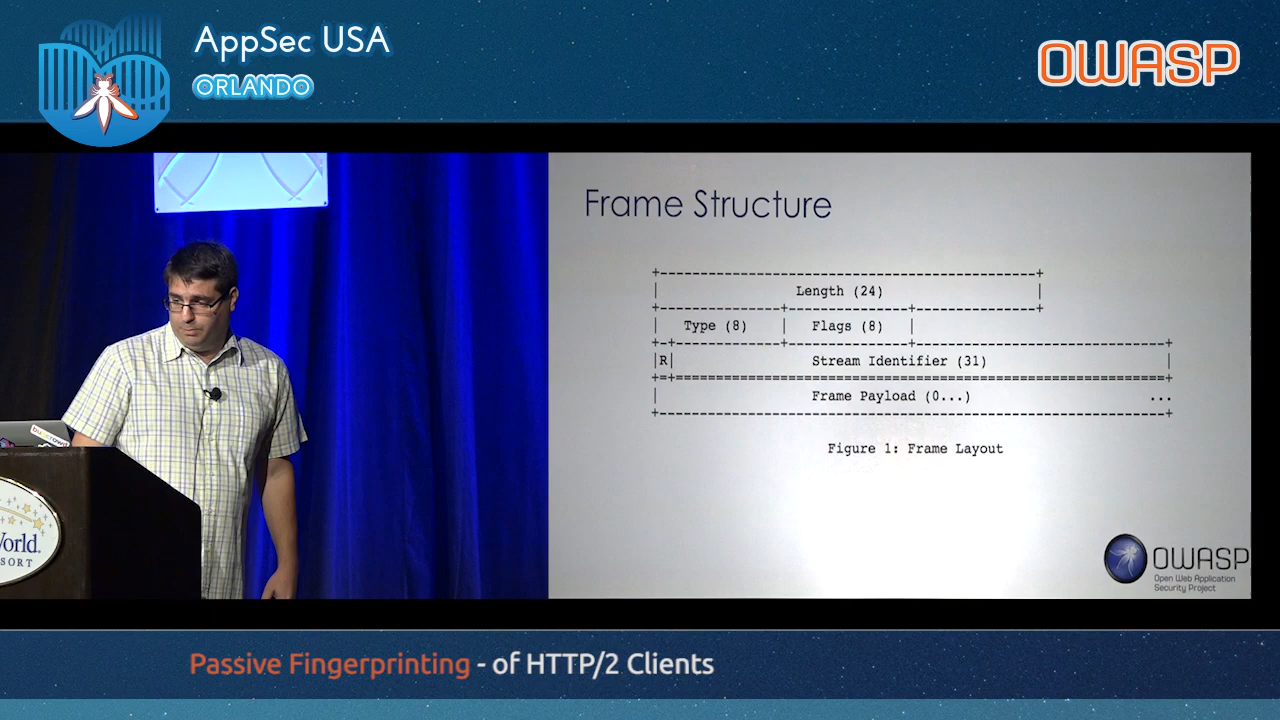 AppSec USA
ORLANDO
OWASP
Frame Structure
+-----------------------------------------------+
| Length (24) |
+---------------+---------------+---------------+
| Type (8) | Flags (8) |
+-+-------------+---------------+-------------------------------+
|R| Stream Identifier (31) |
+=+=============================================================+
| Frame Payload (0...) ...
+---------------------------------------------------------------+
Figure 1: Frame Layout
OWASP
Open Web Application
Security Project
World.
SORT
Passive Fingerprinting - of HTTP/2 Clients